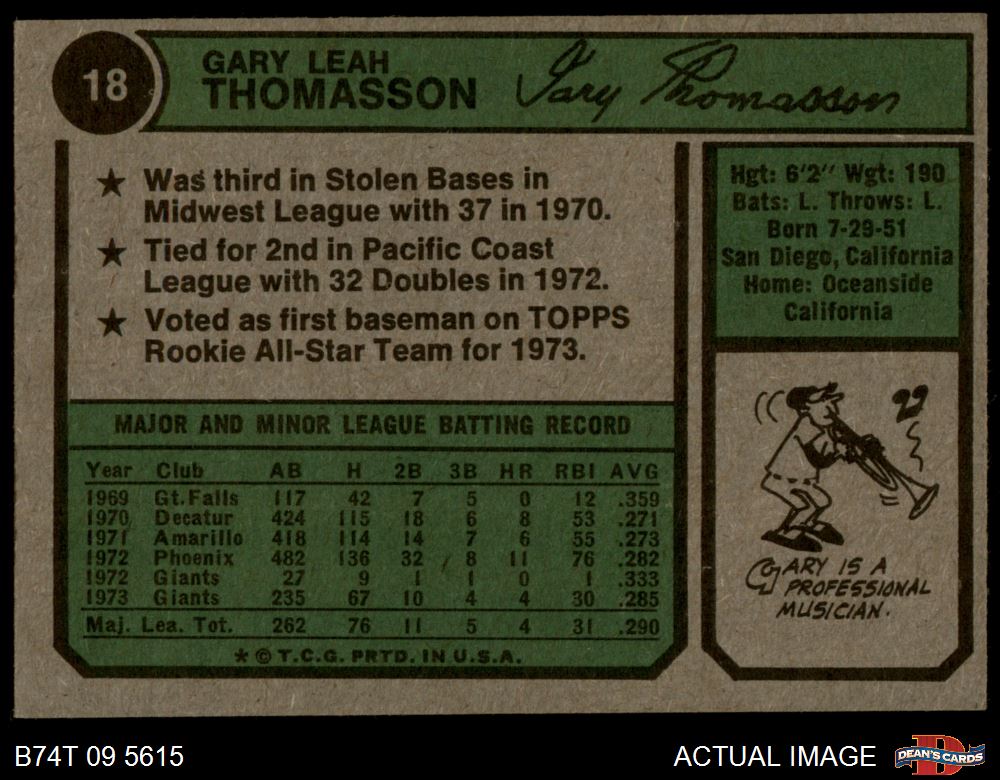 18
GARY LEAH
THOMASSON
Gary Thomasson
★ Was third in Stolen Bases in
Midwest League with 37 in 1970.
★ Tied for 2nd in Pacific Coast
League with 32 Doubles in 1972.
★ Voted as first baseman on TOPPS
Rookie All-Star Team for 1973.
Hgt: 6'2" Wgt: 190
Bats: L. Throws: L.
Born 7-29-51
San Diego, California
Home: Oceanside
California
MAJOR AND MINOR LEAGUE BATTING RECORD
Year Club AB H 2B 3B HR RBI AVG
1969 Gt. Falls 117 42 7 5 0 12 .359
1970 Decatur 424 115 18 6 8 53 .271
1971 Amarillo 418 114 14 7 6 55 .273
1972 Phoenix 482 136 32 8 11 76 .282
1972 Giants 27 9 1 1 0 1 .333
1973 Giants 235 67 10 4 4 30 .285
Maj. Lea. Tot. 262 76 11 5 4 31 .290
* © T.C.G. PRTD. IN U.S.A.
GARY IS A
PROFESSIONAL
MUSICIAN.
B74T 09 5615
ACTUAL IMAGE
DEAN'S CARDS